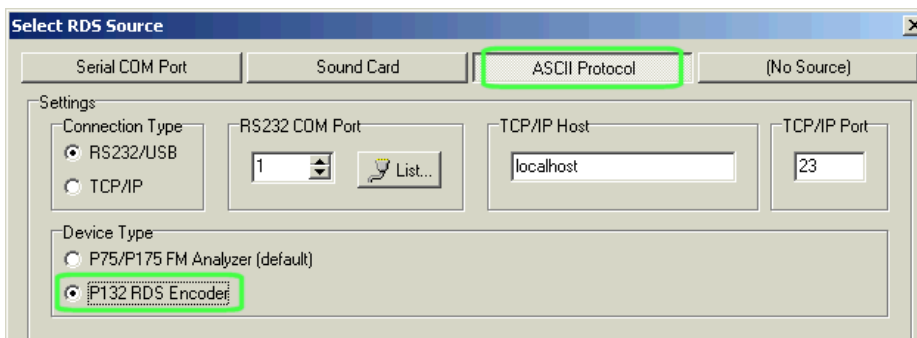 Select RDS Source
Serial COM Port Sound Card ASCII Protocol (No Source)
Settings
Connection Type RS232 COM Port TCP/IP Host TCP/IP Port
RS232/USB 1 List... localhost 23
TCP/IP
Device Type
P75/P175 FM Analyzer (default)
P132 RDS Encoder